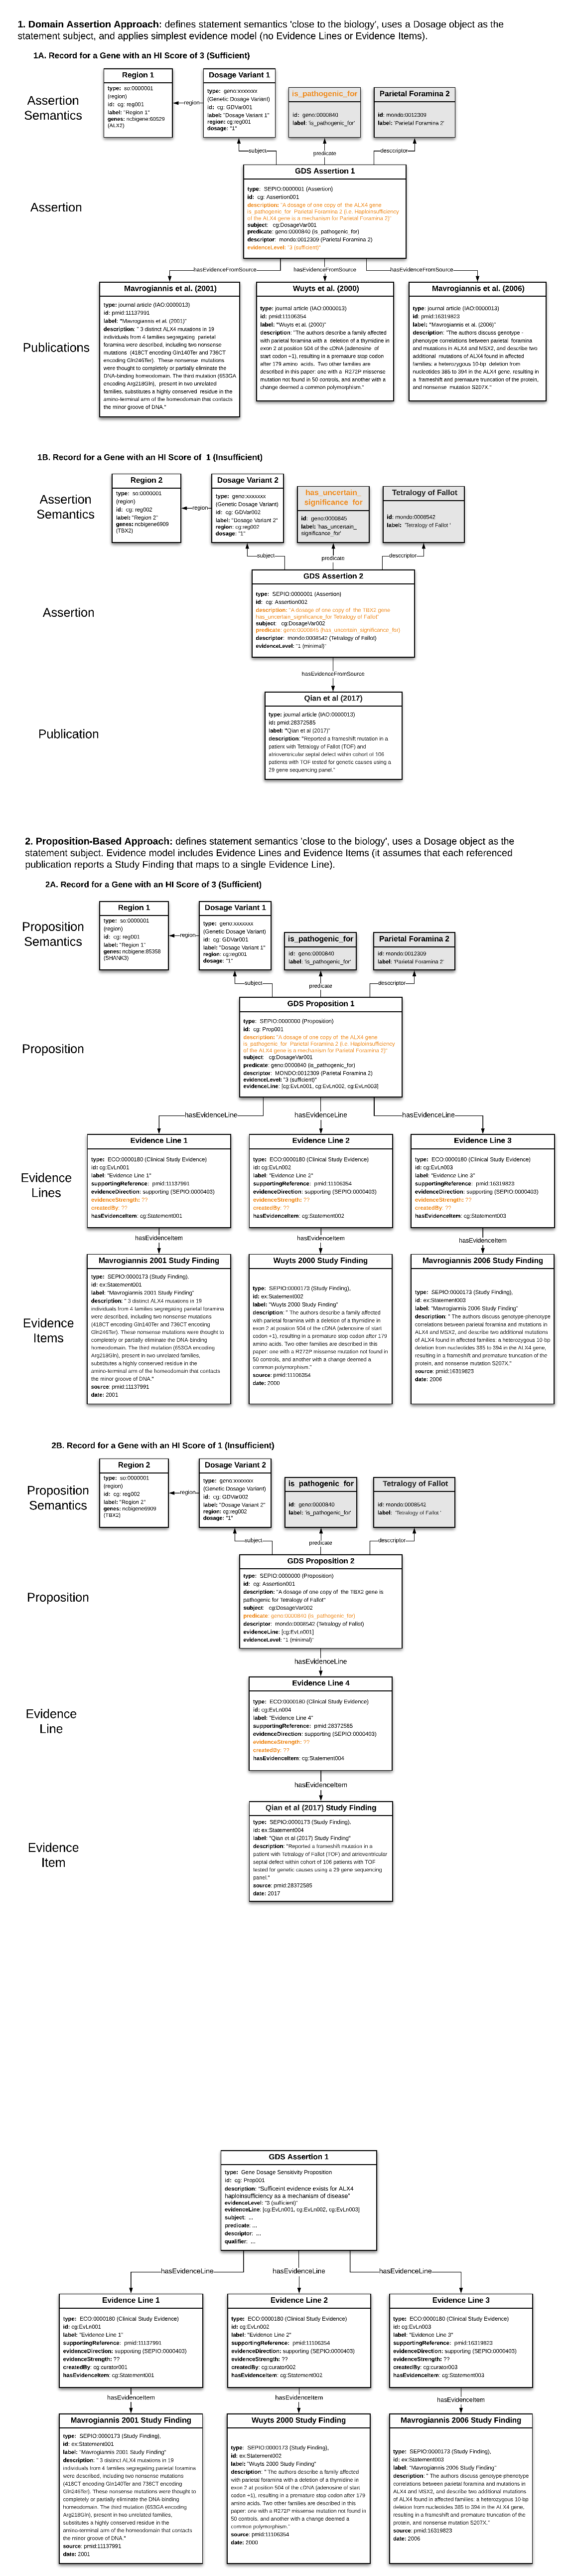 1. Domain Assertion Approach: defines statement semantics 'close to the biology', uses a Dosage object as the
statement subject, and applies simplest evidence model (no Evidence Lines or Evidence Items).
1A. Record for a Gene with an HI Score of 3 (Sufficient)
Assertion
Semantics
Region 1
type: so:0000001
(region)
id: cg: reg001
label: "Region 1"
genes: ncbigene:60529
(ALX4)
region
Dosage Variant 1
type: geno:xxxxxxx
(Genetic Dosage Variant)
id: cg: GDVar001
label: "Dosage Variant 1"
region: cg:reg001
dosage: "1"
is_pathogenic_for
id: geno:0000840
label: 'is_pathogenic_for'
Parietal Foramina 2
id: mondo:0012309
label: 'Parietal Foramina 2'
subject
predicate
desccriptor
Assertion
GDS Assertion 1
type: SEPIO:0000001 (Assertion)
id: cg: Assertion001
description: "A dosage of one copy of the ALX4 gene
is_pathogenic_for Parietal Foramina 2 (i.e. Haploinsufficiency
of the ALX4 gene is a mechanism for Parietal Foramina 2)"
subject: cg:DosageVar001
predicate: geno:0000840 (is_pathogenic_for)
descriptor: mondo:0012309 (Parietal Foramina 2)
evidenceLevel: "3 (sufficient)"
hasEvidenceFromSource
hasEvidenceFromSource
hasEvidenceFromSource
Publications
Mavrogiannis et al. (2001)
type: journal article (IAO:0000013)
id: pmid:11137991
label: "Mavrogiannis et al. (2001)"
description: " 3 distinct ALX4 mutations in 19
individuals from 4 families segregating parietal
foramina were described, including two nonsense
mutations (418CT encoding Gln140Ter and 736CT
encoding Gln246Ter). These nonsense mutations
were thought to completely or partially eliminate the
DNA-binding homeodomain. The third mutation (653GA
encoding Arg218Gln), present in two unrelated families,
substitutes a highly conserved residue in the
amino-terminal arm of the homeodomain that contacts
the minor groove of DNA."
Wuyts et al. (2000)
type: journal article (IAO:0000013)
id: pmid:11106354
label: "Wuyts et al. (2000)"
description: "The authors describe a family affected
with parietal foramina with a deletion of a thymidine in
exon 2 at position 504 of the cDNA (adenosine of start
codon +1), resulting in a premature stop codon after
179 amino acids. Two other families are described in
this paper: one with a R272P missense
mutation not found in 50 controls, and another with a
change deemed a common polymorphism."
Mavrogiannis et al. (2006)
type: journal article (IAO:0000013)
id: pmid:16319823
label: "Mavrogiannis et al. (2006)"
description: "The authors discuss genotype -
phenotype correlations between parietal foramina
and mutations in ALX4 and MSX2, and describe two
additional mutations of ALX4 found in affected
families: a heterozygous 10-bp deletion from
nucleotides 385 to 394 in the ALX4 gene, resulting in
a frameshift and premature truncation of the protein,
and nonsense mutation S207X."
1B. Record for a Gene with an HI Score of 1 (Insufficient)
Assertion
Semantics
Region 2
type: so:0000001
(region)
id: cg: reg002
label: "Region 2"
genes: ncbigene6909
(TBX2)
region
Dosage Variant 2
type: geno:xxxxxxx
(Genetic Dosage Variant)
id: cg: GDVar002
label: "Dosage Variant 2"
region: cg:reg002
dosage: "1"
has_uncertain_
significance_for
id: geno:0000845
label: 'has_uncertain_
significance_for'
Tetralogy of Fallot
id: mondo:0008542
label: 'Tetralogy of Fallot '
subject
predicate
desccriptor
Assertion
GDS Assertion 2
type: SEPIO:0000001 (Assertion)
id: cg: Assertion002
description: "A dosage of one copy of the TBX2 gene
has_uncertain_significance_for Tetralogy of Fallot"
subject: cg:DosageVar002
predicate: geno:0000845 (has_uncertain_significance_for)
descriptor: mondo:0008542 (Tetralogy of Fallot)
evidenceLevel: "1 (minimal)"
hasEvidenceFromSource
Publication
Qian et al (2017)
type: journal article (IAO:0000013)
id: pmid:28372585
label: "Qian et al (2017)"
description: "Reported a frameshift mutation in a
patient with Tetralogy of Fallot (TOF) and
atrioventricular septal defect within cohort of 106
patients with TOF tested for genetic causes using a
29 gene sequencing panel."
2. Proposition-Based Approach: defines statement semantics 'close to the biology', uses a Dosage object as the
statement subject. Evidence model includes Evidence Lines and Evidence Items (it assumes that each referenced
publication reports a Study Finding that maps to a single Evidence Line).
2A. Record for a Gene with an HI Score of 3 (Sufficient)
Proposition
Semantics
Region 1
type: so:0000001
(region)
id: cg: reg001
label: "Region 1"
genes: ncbigene:85358
(SHANK3)
region
Dosage Variant 1
type: geno:xxxxxxx
(Genetic Dosage Variant)
id: cg: GDVar001
label: "Dosage Variant 1"
region: cg:reg001
dosage: "1"
is_pathogenic_for
id: geno:0000840
label: 'is_pathogenic_for'
Parietal Foramina 2
id: mondo:0012309
label: 'Parietal Foramina 2'
subject
predicate
desccriptor
Proposition
GDS Proposition 1
type: SEPIO:0000000 (Proposition)
id: cg: Prop001
description: "A dosage of one copy of the ALX4 gene
is_pathogenic_for Parietal Foramina 2 (i.e. Haploinsufficiency
of the ALX4 gene is a mechanism for Parietal Foramina 2)"
subject: cg:DosageVar001
predicate: geno:0000840 (is_pathogenic_for)
descriptor: MONDO:0012309 (Parietal Foramina 2)
evidenceLevel: "3 (sufficient)"
evidenceLine: [cg:EvLn001, cg:EvLn002, cg:EvLn003]
hasEvidenceLine
hasEvidenceLine
hasEvidenceLine
Evidence
Lines
Evidence Line 1
type: ECO:0000180 (Clinical Study Evidence)
id: cg:EvLn001
label: "Evidence Line 1"
supportingReference: pmid:11137991
evidenceDirection: supporting (SEPIO:0000403)
evidenceStrength: ??
createdBy: ??
hasEvidenceItem: cg:Statement001
Evidence Line 2
type: ECO:0000180 (Clinical Study Evidence)
id: cg:EvLn002
label: "Evidence Line 2"
supportingReference: pmid:11106354
evidenceDirection: supporting (SEPIO:0000403)
evidenceStrength: ??
createdBy: ??
hasEvidenceItem: cg:Statement002
Evidence Line 3
type: ECO:0000180 (Clinical Study Evidence)
id: cg:EvLn003
label: "Evidence Line 3"
supportingReference: pmid:16319823
evidenceDirection: supporting (SEPIO:0000403)
evidenceStrength: ??
createdBy: ??
hasEvidenceItem: cg:Statement003
hasEvidenceItem
hasEvidenceItem
hasEvidenceItem
Evidence
Items
Mavrogiannis 2001 Study Finding
type: SEPIO:0000173 (Study Finding),
id: ex:Statement001
label: "Mavrogiannis 2001 Study Finding"
description: " 3 distinct ALX4 mutations in 19
individuals from 4 families segregating parietal foramina
were described, including two nonsense mutations
(418CT encoding Gln140Ter and 736CT encoding
Gln246Ter). These nonsense mutations were thought to
completely or partially eliminate the DNA-binding
homeodomain. The third mutation (653GA encoding
Arg218Gln), present in two unrelated families,
substitutes a highly conserved residue in the
amino-terminal arm of the homeodomain that contacts
the minor groove of DNA."
source: pmid:11137991
date: 2001
Wuyts 2000 Study Finding
type: SEPIO:0000173 (Study Finding),
id: ex:Statement002
label: "Wuyts 2000 Study Finding"
description: " The authors describe a family affected
with parietal foramina with a deletion of a thymidine in
exon 2 at position 504 of the cDNA (adenosine of start
codon +1), resulting in a premature stop codon after 179
amino acids. Two other families are described in this
paper: one with a R272P missense mutation not found in
50 controls, and another with a change deemed a
common polymorphism."
source: pmid:11106354
date: 2000
Mavrogiannis 2006 Study Finding
type: SEPIO:0000173 (Study Finding),
id: ex:Statement003
label: "Mavrogiannis 2006 Study Finding"
description: " The authors discuss genotype-phenotype
correlations between parietal foramina and mutations in
ALX4 and MSX2, and describe two additional mutations
of ALX4 found in affected families: a heterozygous 10-bp
deletion from nucleotides 385 to 394 in the ALX4 gene,
resulting in a frameshift and premature truncation of the
protein, and nonsense mutation S207X."
source: pmid:16319823
date: 2006
2B. Record for a Gene with an HI Score of 1 (Insufficient)
Proposition
Semantics
Region 2
type: so:0000001
(region)
id: cg: reg002
label: "Region 2"
genes: ncbigene6909
(TBX2)
region
Dosage Variant 2
type: geno:xxxxxxx
(Genetic Dosage Variant)
id: cg: GDVar002
label: "Dosage Variant 2"
region: cg:reg002
dosage: "1"
is_pathogenic_for
id: geno:0000840
label: 'is_pathogenic_for'
Tetralogy of Fallot
id: mondo:0008542
label: 'Tetralogy of Fallot '
subject
predicate
desccriptor
Proposition
GDS Proposition 2
type: SEPIO:0000000 (Proposition)
id: cg: Assertion001
description: "A dosage of one copy of the TBX2 gene is
pathogenic for Tetralogy of Fallot"
subject: cg:DosageVar002
predicate: geno:0000840 (is_pathogenic_for)
descriptor: mondo:0008542 (Tetralogy of Fallot)
evidenceLine: [cg:EvLn001]
evidenceLevel: "1 (minimal)"
hasEvidenceLine
Evidence
Line
Evidence Line 4
type: ECO:0000180 (Clinical Study Evidence)
id: cg:EvLn004
label: "Evidence Line 4"
supportingReference: pmid:28372585
evidenceDirection: supporting (SEPIO:0000403)
evidenceStrength: ??
createdBy: ??
hasEvidenceItem: cg:Statement004
hasEvidenceItem
Evidence
Item
Qian et al (2017) Study Finding
type: SEPIO:0000173 (Study Finding),
id: ex:Statement004
label: "Qian et al (2017) Study Finding"
description: "Reported a frameshift mutation in a
patient with Tetralogy of Fallot (TOF) and atrioventricular
septal defect within cohort of 106 patients with TOF
tested for genetic causes using a 29 gene sequencing
panel."
source: pmid:28372585
date: 2017
GDS Assertion 1
type: Gene Dosage Sensitivity Proposition
id: cg: Prop001
description: "Sufficeint evidence exists for ALX4
haploinsufficiency as a mechanism of disease"
evidenceLevel: "3 (sufficient)"
evidenceLine: [cg:EvLn001, cg:EvLn002, cg:EvLn003]
subject: ...
predicate: ...
descriptor: ...
qualifier: ...
hasEvidenceLine
hasEvidenceLine
hasEvidenceLine
Evidence Line 1
type: ECO:0000180 (Clinical Study Evidence)
id: cg:EvLn001
label: "Evidence Line 1"
supportingReference: pmid:11137991
evidenceDirection: supporting (SEPIO:0000403)
evidenceStrength: ??
createdBy: cg:curator001
hasEvidenceItem: cg:Statement001
Evidence Line 2
type: ECO:0000180 (Clinical Study Evidence)
id: cg:EvLn002
label: "Evidence Line 2"
supportingReference: pmid:11106354
evidenceDirection: supporting (SEPIO:0000403)
evidenceStrength: ??
createdBy: cg:curator002
hasEvidenceItem: cg:Statement002
Evidence Line 3
type: ECO:0000180 (Clinical Study Evidence)
id: cg:EvLn003
label: "Evidence Line 3"
supportingReference: pmid:16319823
evidenceDirection: supporting (SEPIO:0000403)
evidenceStrength: ??
createdBy: cg:curator003
hasEvidenceItem: cg:Statement003
hasEvidenceItem
hasEvidenceItem
hasEvidenceItem
Mavrogiannis 2001 Study Finding
type: SEPIO:0000173 (Study Finding),
id: ex:Statement001
label: "Mavrogiannis 2001 Study Finding"
description: " 3 distinct ALX4 mutations in 19
individuals from 4 families segregating parietal foramina
were described, including two nonsense mutations
(418CT encoding Gln140Ter and 736CT encoding
Gln246Ter). These nonsense mutations were thought to
completely or partially eliminate the DNA-binding
homeodomain. The third mutation (653GA encoding
Arg218Gln), present in two unrelated families,
substitutes a highly conserved residue in the
amino-terminal arm of the homeodomain that contacts
the minor groove of DNA."
source: pmid:11137991
date: 2001
Wuyts 2000 Study Finding
type: SEPIO:0000173 (Study Finding),
id: ex:Statement002
label: "Wuyts 2000 Study Finding"
description: " The authors describe a family affected
with parietal foramina with a deletion of a thymidine in
exon 2 at position 504 of the cDNA (adenosine of start
codon +1), resulting in a premature stop codon after 179
amino acids. Two other families are described in this
paper: one with a R272P missense mutation not found in
50 controls, and another with a change deemed a
common polymorphism."
source: pmid:11106354
date: 2000
Mavrogiannis 2006 Study Finding
type: SEPIO:0000173 (Study Finding),
id: ex:Statement003
label: "Mavrogiannis 2006 Study Finding"
description: " The authors discuss genotype-phenotype
correlations between parietal foramina and mutations in
ALX4 and MSX2, and describe two additional mutations
of ALX4 found in affected families: a heterozygous 10-bp
deletion from nucleotides 385 to 394 in the ALX4 gene,
resulting in a frameshift and premature truncation of the
protein, and nonsense mutation S207X."
source: pmid:16319823
date: 2006